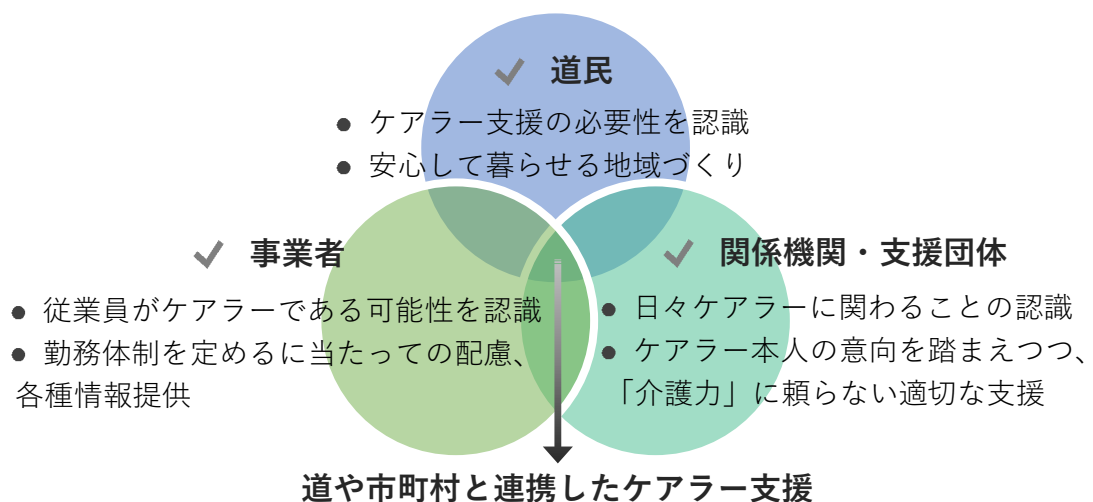 ✓ 道民
● ケアラー支援の必要性を認識
● 安心して暮らせる地域づくり
✓ 事業者
● 従業員がケアラーである可能性を認識
● 勤務体制を定めるに当たっての配慮、
各種情報提供
✓ 関係機関・支援団体
● 日々ケアラーに関わることの認識
● ケアラー本人の意向を踏まえつつ、
「介護力」に頼らない適切な支援
道や市町村と連携したケアラー支援